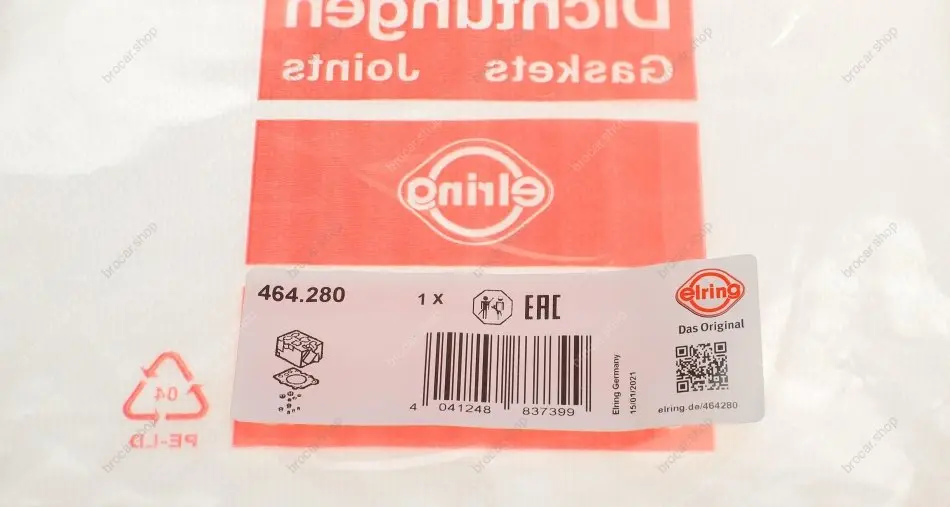 Dichtungen
Gaskets Joints
elring
464.280
1 X
EAC
elring
Das Original
4 041248 837399
Elring Germany
15/01/2021
elring.de/464280
04
PE-LD
brocar.shop